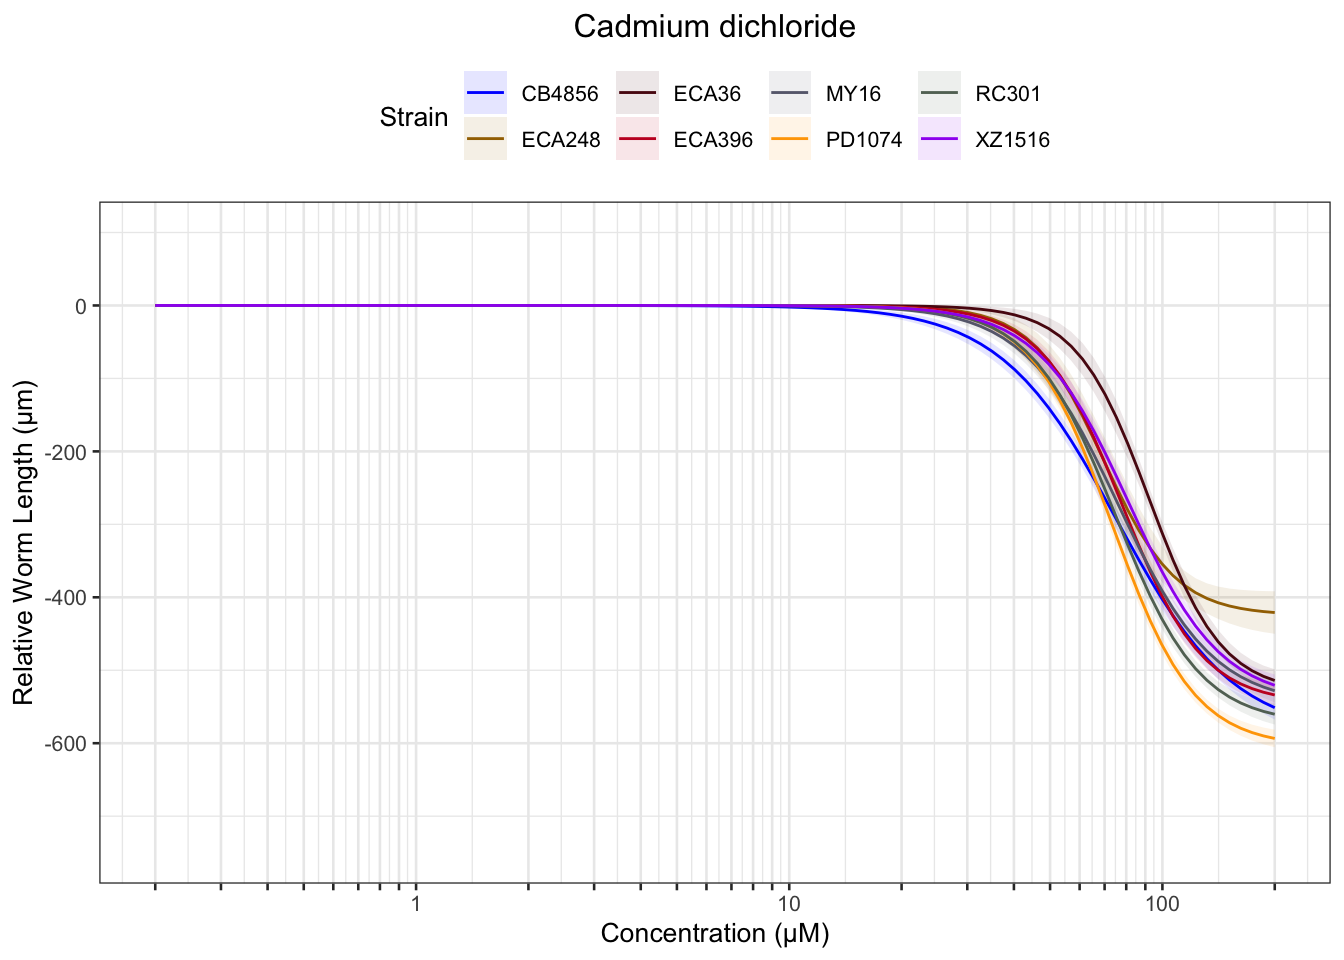 Cadmium dichloride
Strain
CB4856 ECA36 MY16 RC301
ECA248 ECA396 PD1074 XZ1516
Relative Worm Length (µm)
0
-200
-400
-600
1 10 100
Concentration (µM)